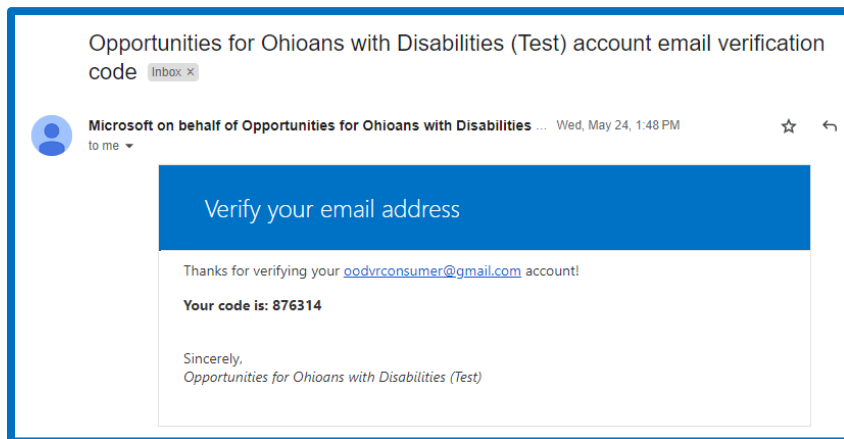 Opportunities for Ohioans with Disabilities (Test) account email verification
code Inbox ×
Microsoft on behalf of Opportunities for Ohioans with Disabilities ... Wed, May 24, 1:48 PM
to me
Verify your email address
Thanks for verifying your oodvrconsumer@gmail.com account!
Your code is: 876314
Sincerely,
Opportunities for Ohioans with Disabilities (Test)